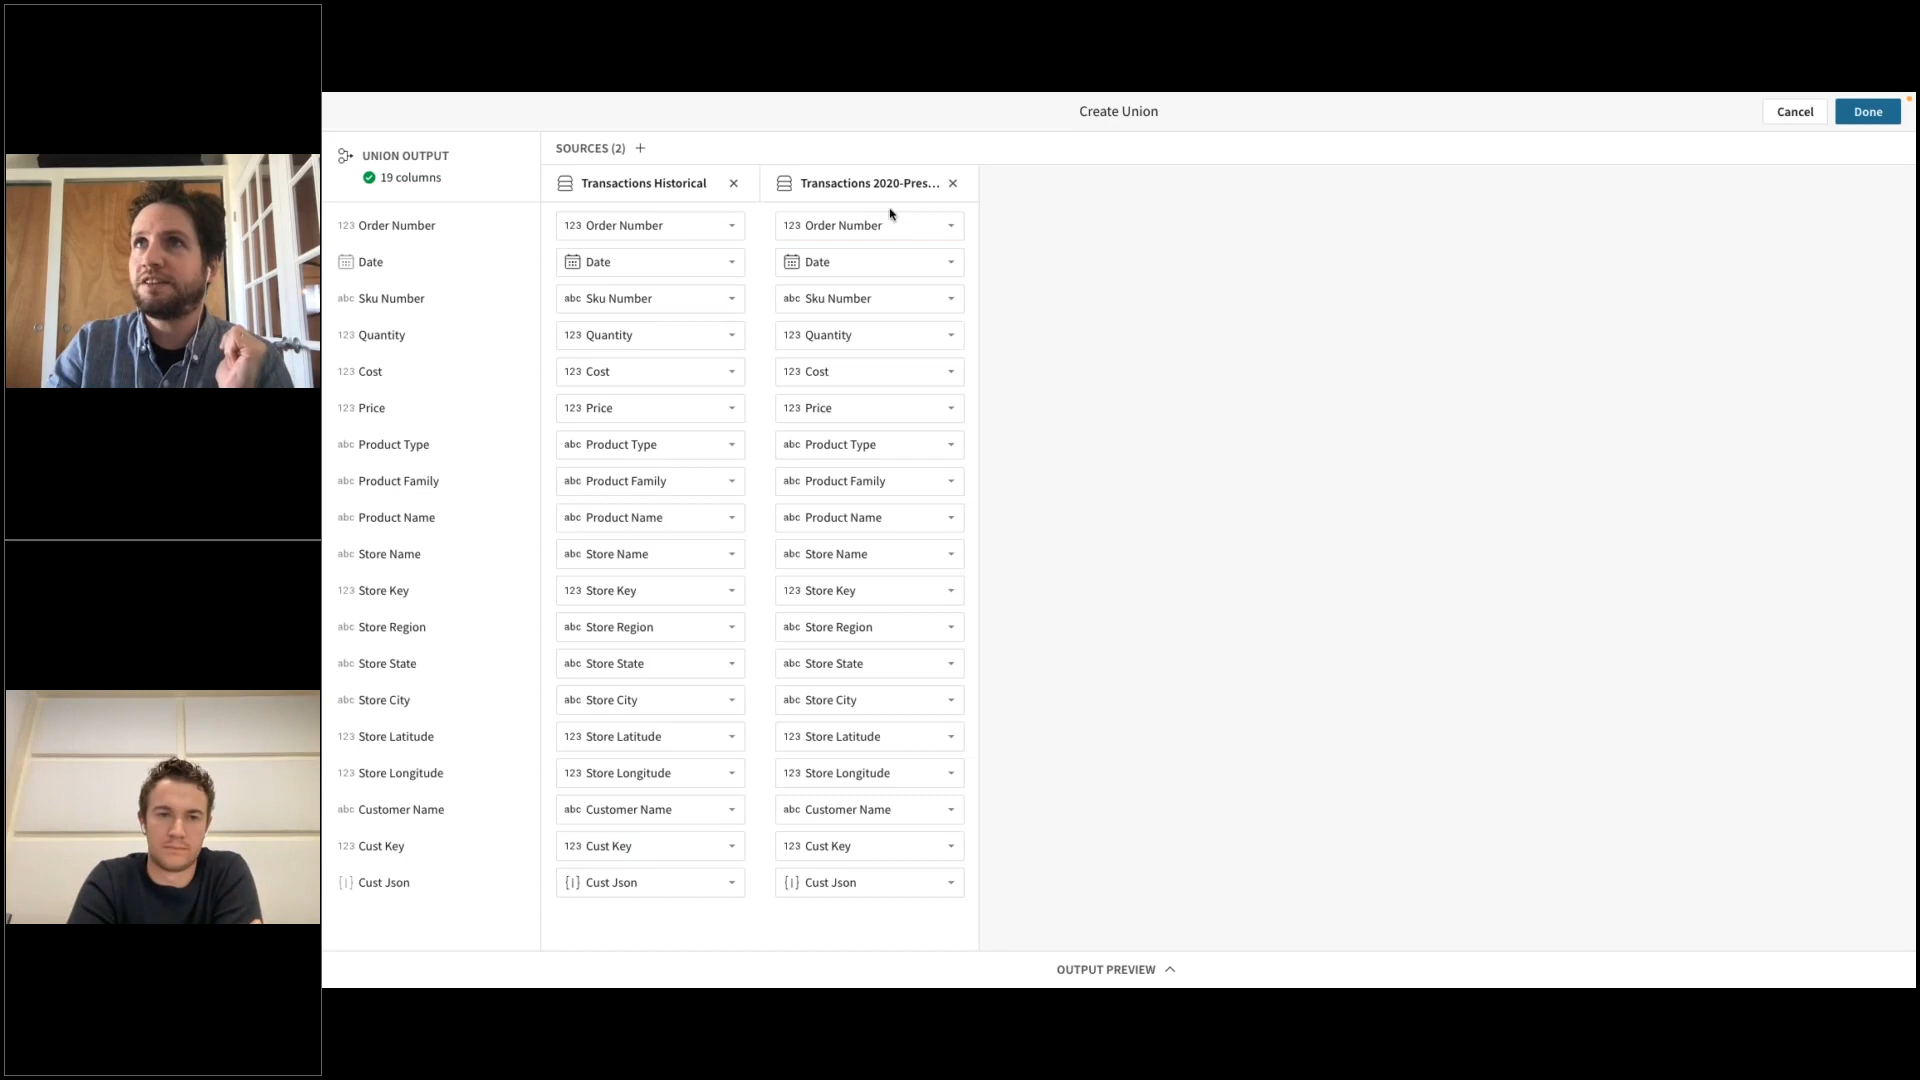 Create Union
Cancel
Done
UNION OUTPUT
19 columns
SOURCES (2) +
Transactions Historical
Transactions 2020-Pres...
123 Order Number
123 Order Number
123 Order Number
Date
Date
Date
abc Sku Number
abc Sku Number
abc Sku Number
123 Quantity
123 Quantity
123 Quantity
123 Cost
123 Cost
123 Cost
123 Price
123 Price
123 Price
abc Product Type
abc Product Type
abc Product Type
abc Product Family
abc Product Family
abc Product Family
abc Product Name
abc Product Name
abc Product Name
abc Store Name
abc Store Name
abc Store Name
123 Store Key
123 Store Key
123 Store Key
abc Store Region
abc Store Region
abc Store Region
abc Store State
abc Store State
abc Store State
abc Store City
abc Store City
abc Store City
123 Store Latitude
123 Store Latitude
123 Store Latitude
123 Store Longitude
123 Store Longitude
123 Store Longitude
abc Customer Name
abc Customer Name
abc Customer Name
123 Cust Key
123 Cust Key
123 Cust Key
Cust Json
Cust Json
Cust Json
OUTPUT PREVIEW